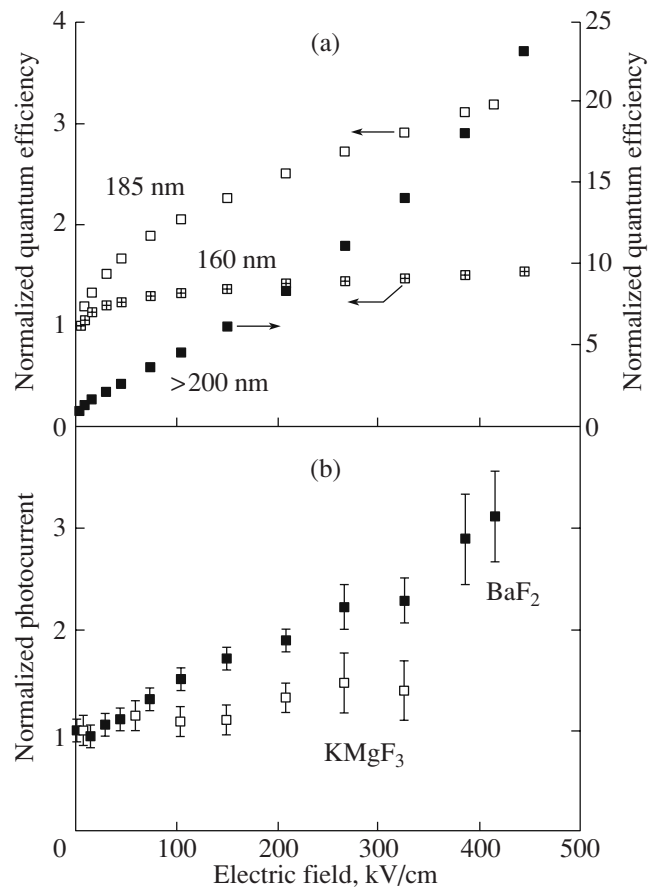 (a)
Normalized quantum efficiency
4
3
2
1
0
25
20
15
10
5
0
Normalized quantum efficiency
185 nm
160 nm
>200 nm
(b)
Normalized photocurrent
3
2
1
BaF₂
KMgF₃
0 100 200 300 400 500
Electric field, kV/cm